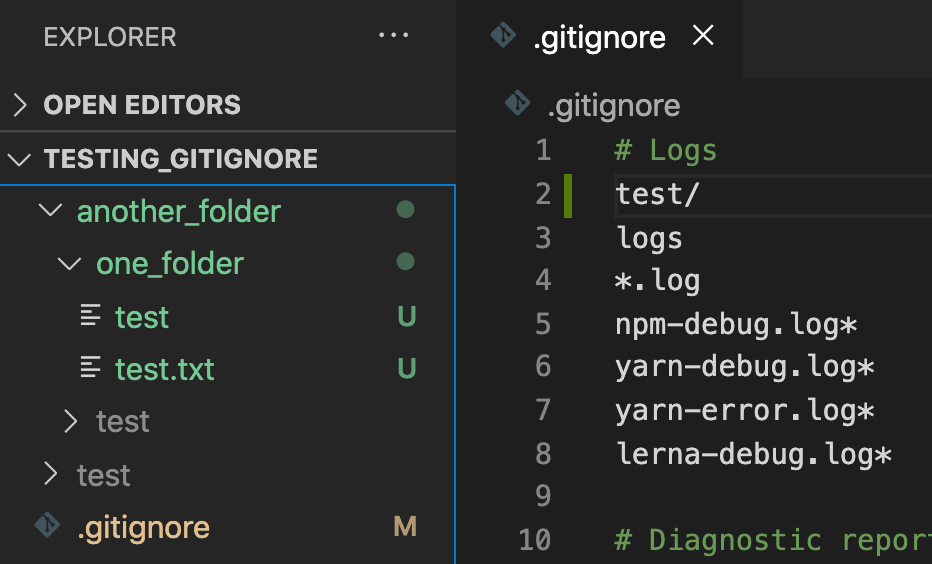 EXPLORER
...
OPEN EDITORS
TESTING_GITIGNORE
another_folder
one_folder
test U
test.txt U
test
test
.gitignore M
.gitignore
.gitignore
1 # Logs
2 test/
3 logs
4 *.log
5 npm-debug.log*
6 yarn-debug.log*
7 yarn-error.log*
8 lerna-debug.log*
9
10 # Diagnostic repor